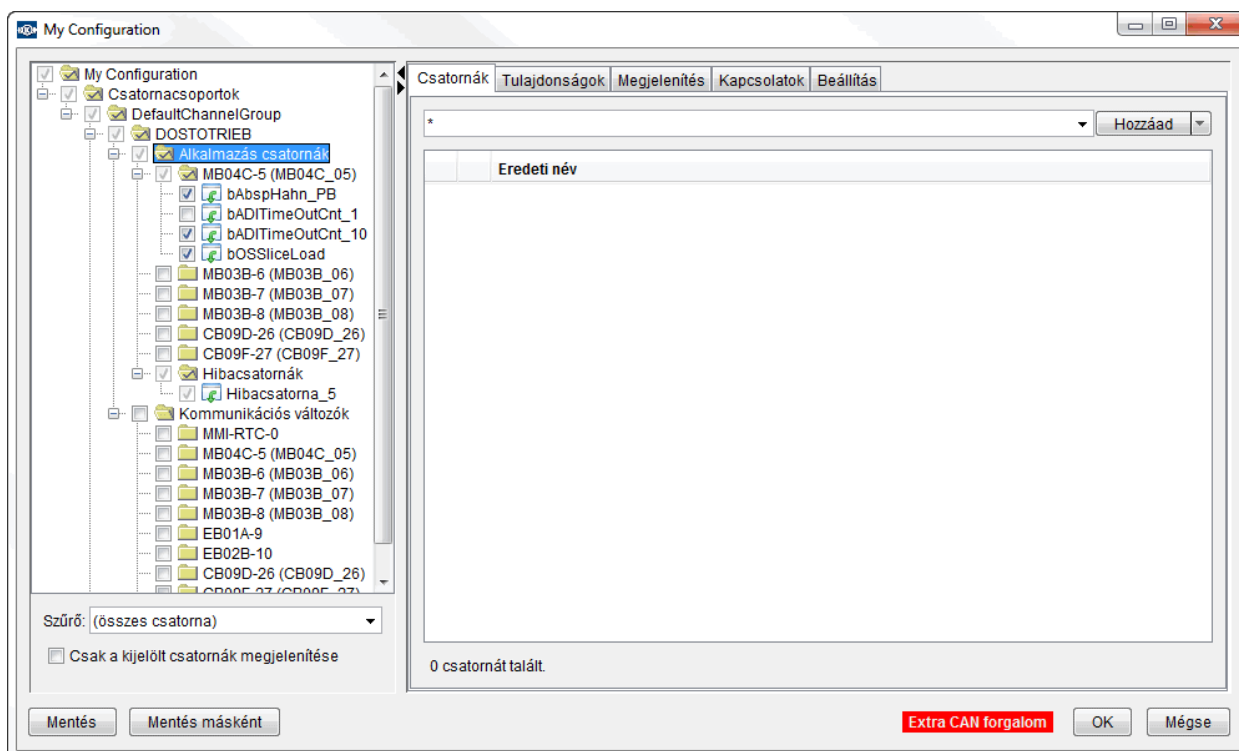 My Configuration
My Configuration
Csatornacsoportok
DefaultChannelGroup
DOSTOTRIEB
Alkalmazás csatornák
MB04C-5 (MB04C_05)
bAbspHahn_PB
bADITimeOutCnt_1
bADITimeOutCnt_10
bOSSliceLoad
MB03B-6 (MB03B_06)
MB03B-7 (MB03B_07)
MB03B-8 (MB03B_08)
CB09D-26 (CB09D_26)
CB09F-27 (CB09F_27)
Hibacsatornák
Hibacsatorna_5
Kommunikációs változók
MMI-RTC-0
MB04C-5 (MB04C_05)
MB03B-6 (MB03B_06)
MB03B-7 (MB03B_07)
MB03B-8 (MB03B_08)
EB01A-9
EB02B-10
CB09D-26 (CB09D_26)
CB09F-27 (CB09F_27)
Szűrő: (összes csatorna)
Csak a kijelölt csatornák megjelenítése
Csatornák Tulajdonságok Megjelenítés Kapcsolatok Beállítás
* Hozzáad
Eredeti név
0 csatornát talált.
Mentés Mentés másként Extra CAN forgalom OK Mégse